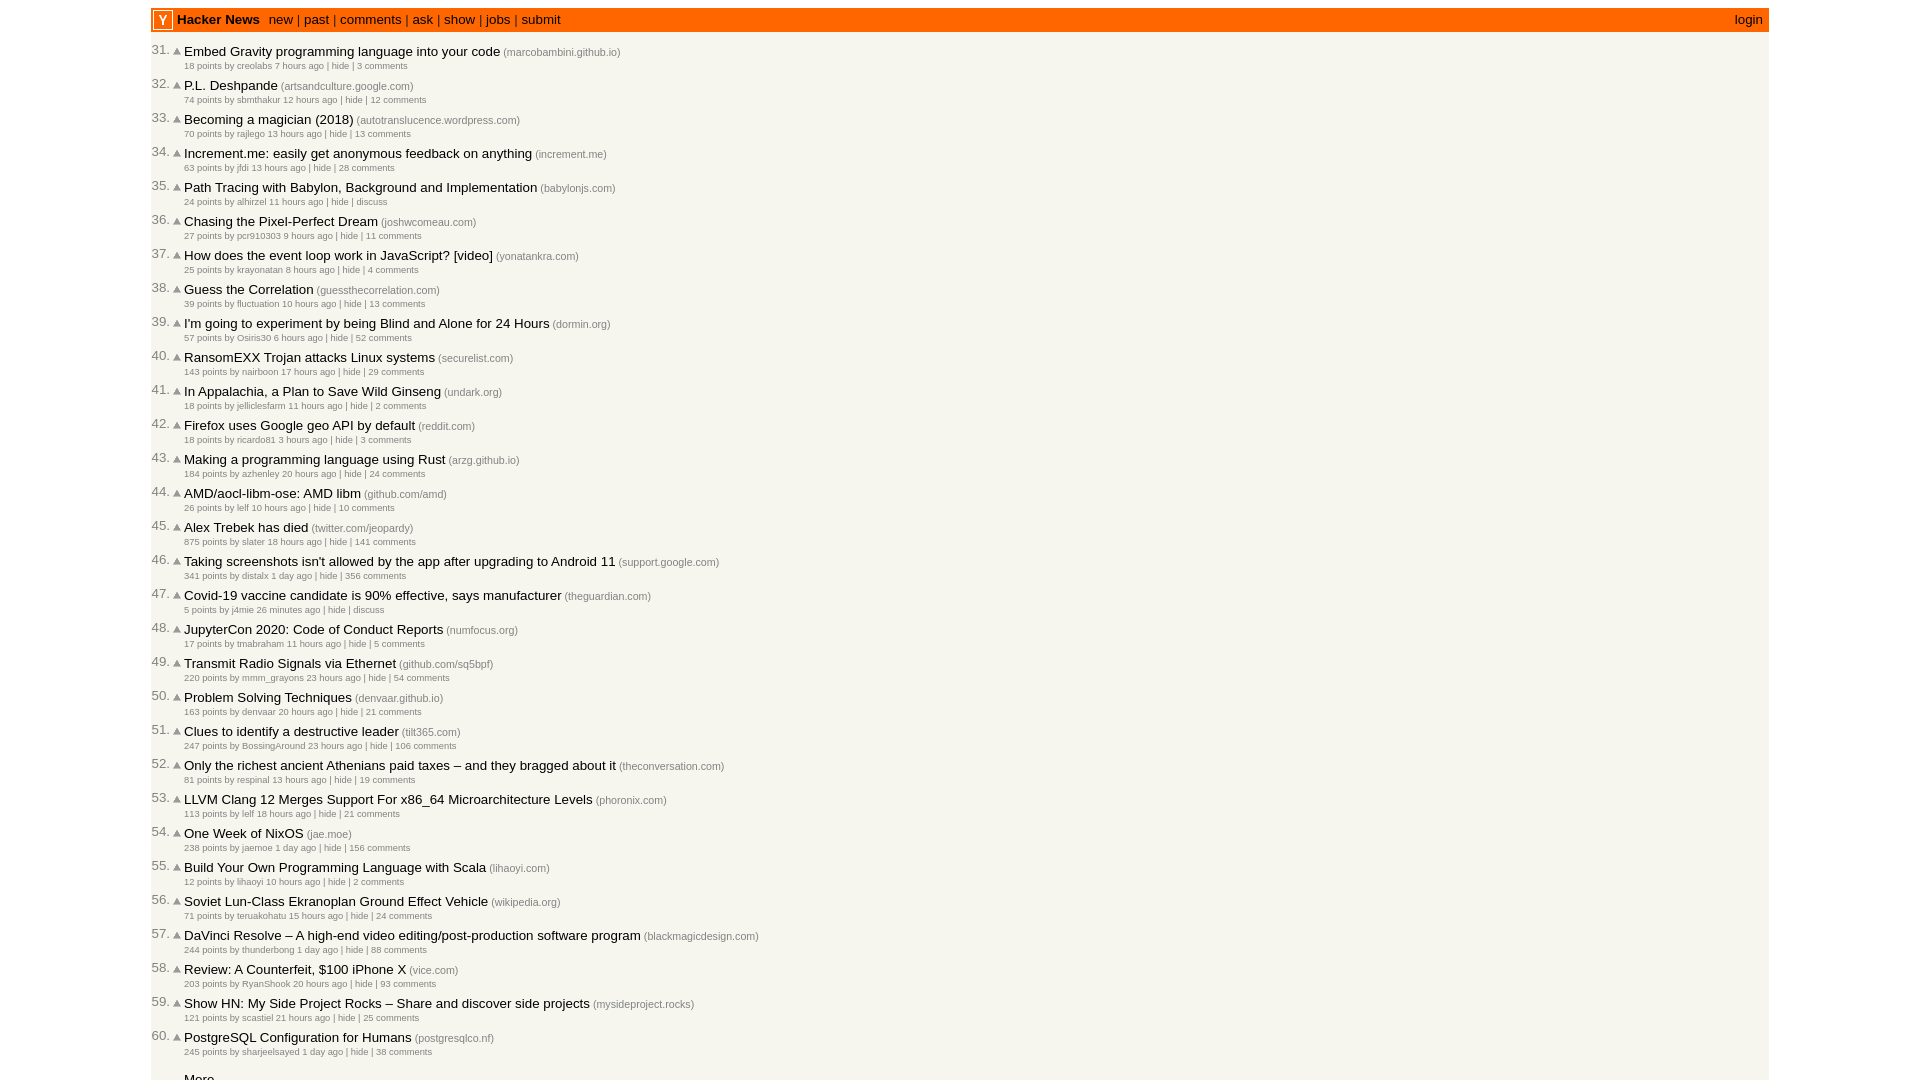 Y Hacker News new | past | comments | ask | show | jobs | submit login
31. Embed Gravity programming language into your code (marcobambini.github.io)
18 points by creolabs 7 hours ago | hide | 3 comments
32. P.L. Deshpande (artsandculture.google.com)
74 points by sbmthakur 12 hours ago | hide | 12 comments
33. Becoming a magician (2018) (autotranslucence.wordpress.com)
70 points by rajlego 13 hours ago | hide | 13 comments
34. Increment.me: easily get anonymous feedback on anything (increment.me)
63 points by jfdi 13 hours ago | hide | 28 comments
35. Path Tracing with Babylon, Background and Implementation (babylonjs.com)
24 points by alhirzel 11 hours ago | hide | discuss
36. Chasing the Pixel-Perfect Dream (joshwcomeau.com)
27 points by pcr910303 9 hours ago | hide | 11 comments
37. How does the event loop work in JavaScript? [video] (yonatankra.com)
25 points by krayonatan 8 hours ago | hide | 4 comments
38. Guess the Correlation (guessthecorrelation.com)
39 points by fluctuation 10 hours ago | hide | 13 comments
39. I'm going to experiment by being Blind and Alone for 24 Hours (dormin.org)
57 points by Osiris30 6 hours ago | hide | 52 comments
40. RansomEXX Trojan attacks Linux systems (securelist.com)
143 points by nairboon 17 hours ago | hide | 29 comments
41. In Appalachia, a Plan to Save Wild Ginseng (undark.org)
18 points by jelliclesfarm 11 hours ago | hide | 2 comments
42. Firefox uses Google geo API by default (reddit.com)
18 points by ricardo81 3 hours ago | hide | 3 comments
43. Making a programming language using Rust (arzg.github.io)
184 points by azhenley 20 hours ago | hide | 24 comments
44. AMD/aocl-libm-ose: AMD libm (github.com/amd)
26 points by lelf 10 hours ago | hide | 10 comments
45. Alex Trebek has died (twitter.com/jeopardy)
875 points by slater 18 hours ago | hide | 141 comments
46. Taking screenshots isn't allowed by the app after upgrading to Android 11 (support.google.com)
341 points by distalx 1 day ago | hide | 356 comments
47. Covid-19 vaccine candidate is 90% effective, says manufacturer (theguardian.com)
5 points by j4mie 26 minutes ago | hide | discuss
48. JupyterCon 2020: Code of Conduct Reports (numfocus.org)
17 points by tmabraham 11 hours ago | hide | 5 comments
49. Transmit Radio Signals via Ethernet (github.com/sq5bpf)
220 points by mmm_grayons 23 hours ago | hide | 54 comments
50. Problem Solving Techniques (denvaar.github.io)
163 points by denvaar 20 hours ago | hide | 21 comments
51. Clues to identify a destructive leader (tilt365.com)
247 points by BossingAround 23 hours ago | hide | 106 comments
52. Only the richest ancient Athenians paid taxes – and they bragged about it (theconversation.com)
81 points by respinal 13 hours ago | hide | 19 comments
53. LLVM Clang 12 Merges Support For x86_64 Microarchitecture Levels (phoronix.com)
113 points by lelf 18 hours ago | hide | 21 comments
54. One Week of NixOS (jae.moe)
238 points by jaemoe 1 day ago | hide | 156 comments
55. Build Your Own Programming Language with Scala (lihaoyi.com)
12 points by lihaoyi 10 hours ago | hide | 2 comments
56. Soviet Lun-Class Ekranoplan Ground Effect Vehicle (wikipedia.org)
71 points by teruakohatu 15 hours ago | hide | 24 comments
57. DaVinci Resolve – A high-end video editing/post-production software program (blackmagicdesign.com)
244 points by thunderbong 1 day ago | hide | 88 comments
58. Review: A Counterfeit, $100 iPhone X (vice.com)
203 points by RyanShook 20 hours ago | hide | 93 comments
59. Show HN: My Side Project Rocks – Share and discover side projects (mysideproject.rocks)
121 points by scastiel 21 hours ago | hide | 25 comments
60. PostgreSQL Configuration for Humans (postgresqlco.nf)
245 points by sharjeelsayed 1 day ago | hide | 38 comments
More